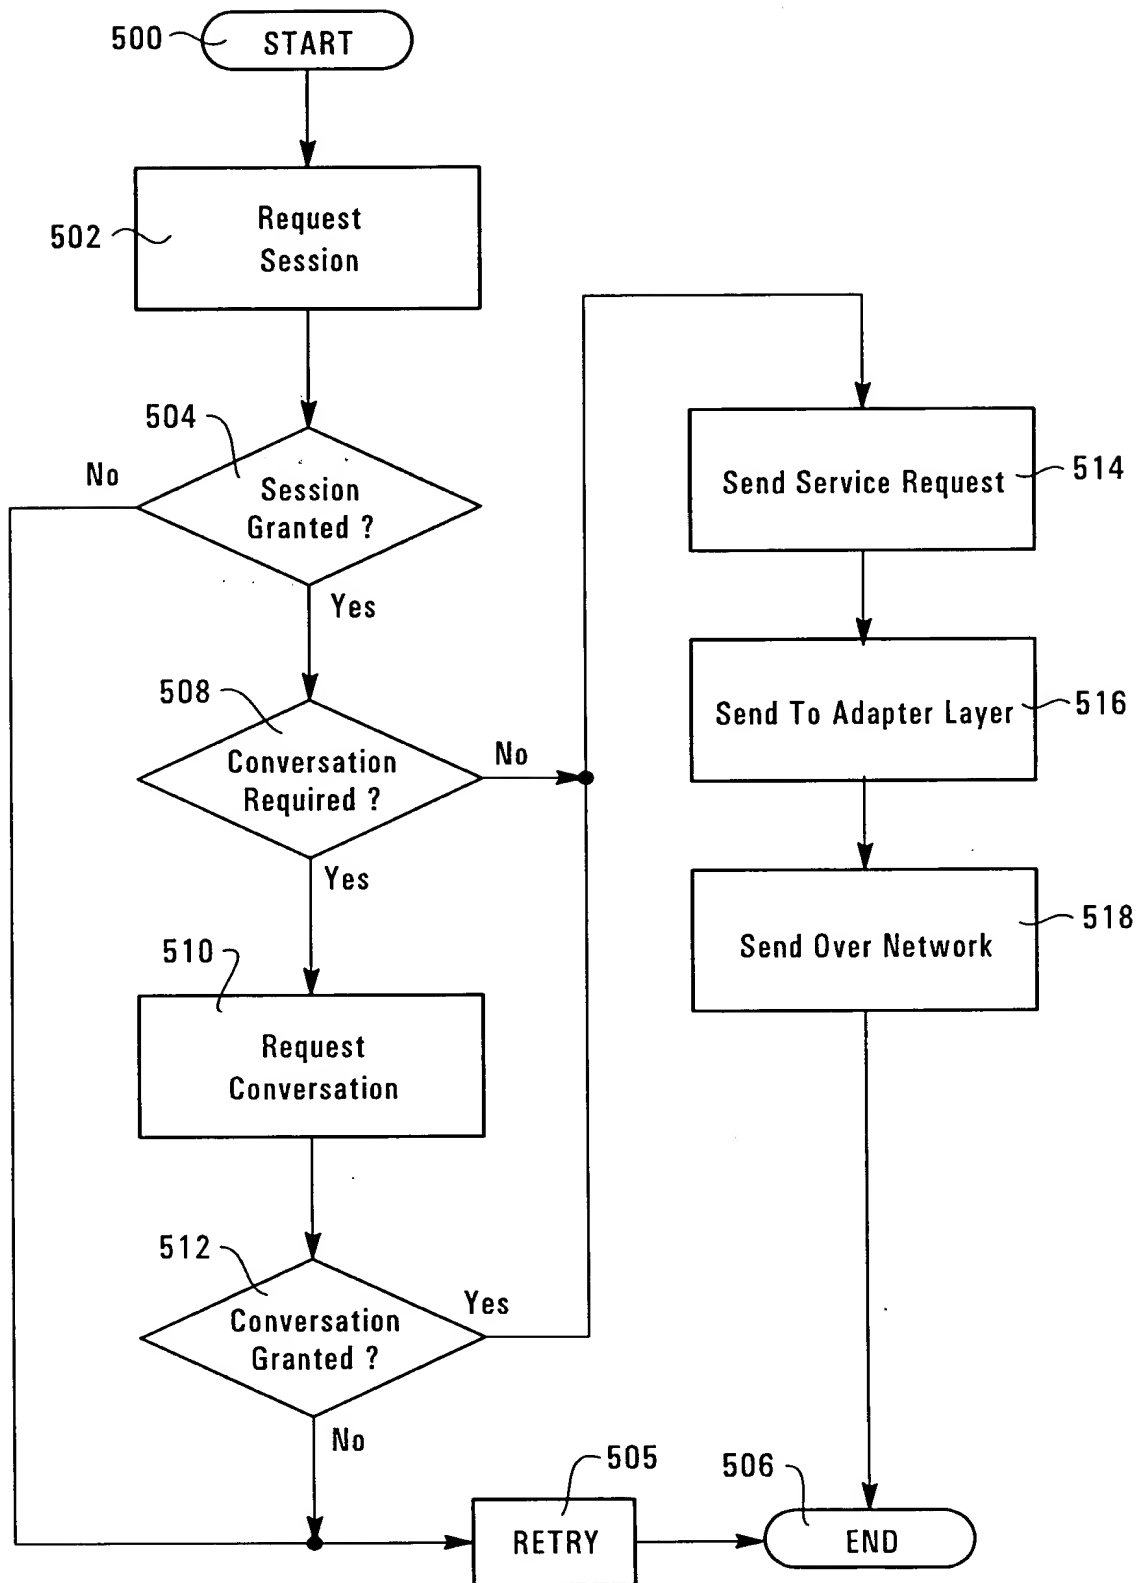 500
START
502
Request
Session
504
No
Session
Granted ?
Yes
508
Conversation
Required ?
No
Yes
510
Request
Conversation
512
Conversation
Granted ?
Yes
No
514
Send Service Request
516
Send To Adapter Layer
518
Send Over Network
505
RETRY
506
END